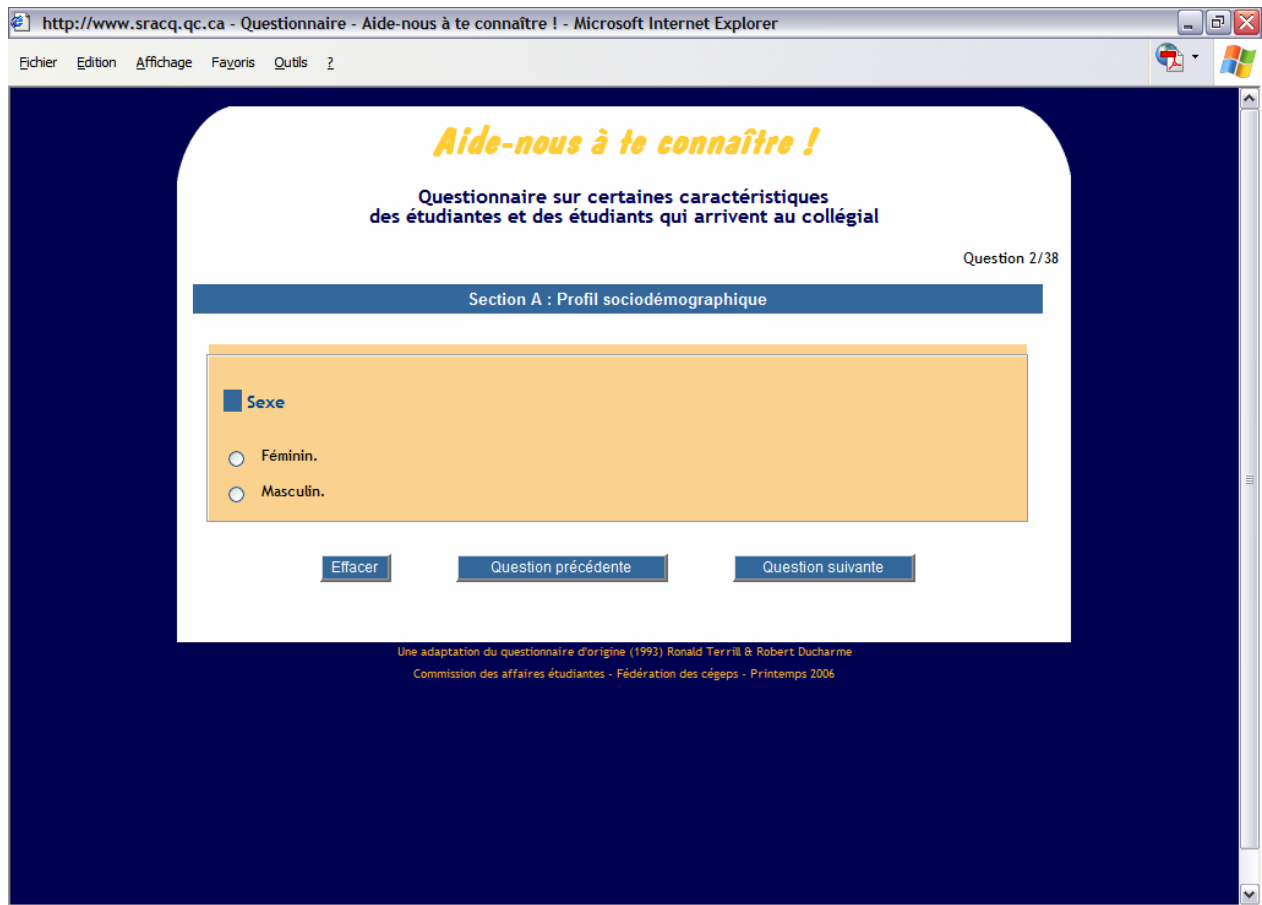 http://www.sracq.qc.ca - Questionnaire - Aide-nous à te connaître ! - Microsoft Internet Explorer
Fichier Edition Affichage Favoris Outils ?
Aide-nous à te connaître !
Questionnaire sur certaines caractéristiques
des étudiantes et des étudiants qui arrivent au collégial
Question 2/38
Section A : Profil sociodémographique
Sexe
Féminin.
Masculin.
Effacer Question précédente Question suivante
Une adaptation du questionnaire d'origine (1993) Ronald Terrill & Robert Ducharme
Commission des affaires étudiantes - Fédération des cégeps - Printemps 2006